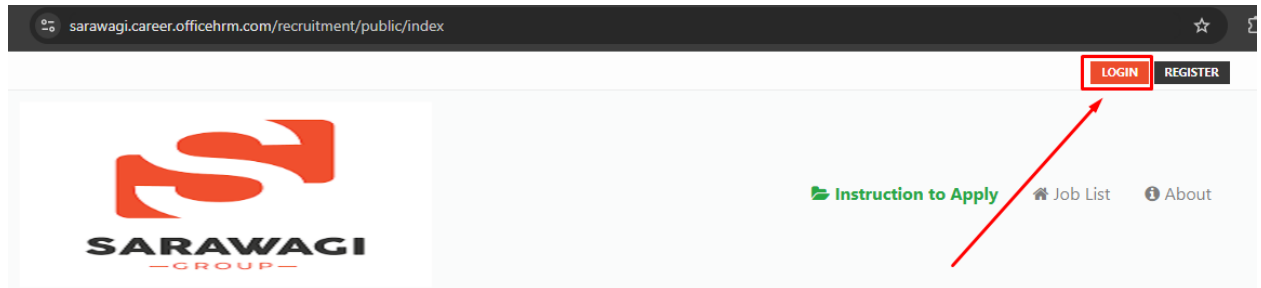 sarawagi.career.officehrm.com/recruitment/public/index
LOGIN REGISTER
Instruction to Apply Job List About
SARAWAGI
GROUP